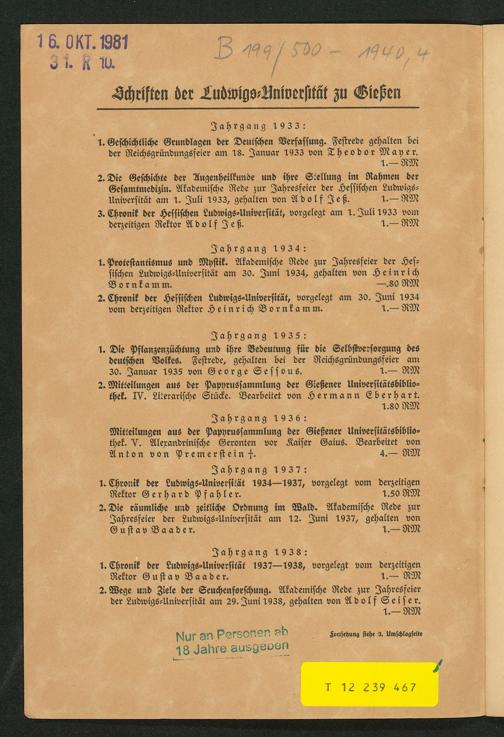 16. OKT. 1981
31. R 10.
B 199/500 - 1940,4
Schriften der Ludwigs-Universität zu Gießen
Jahrgang 1933:
1. Geschichtliche Grundlagen der Deutschen Verfassung. Festrede gehalten bei
der Reichsgründungsfeier am 18. Januar 1933 von Theodor Mayer.
1.— RM
2. Die Geschichte der Augenheilkunde und ihre Stellung im Rahmen der
Gesamtmedizin. Akademische Rede zur Jahresfeier der Hessischen Ludwigs-
Universität am 1. Juli 1933, gehalten von Adolf Jeß. 1.— RM
3. Chronik der Hessischen Ludwigs-Universität, vorgelegt am 1. Juli 1933 vom
derzeitigen Rektor Adolf Jeß. 1.— RM
Jahrgang 1934:
1. Protestantismus und Mystik. Akademische Rede zur Jahresfeier der Hes-
sischen Ludwigs-Universität am 30. Juni 1934, gehalten von Heinrich
Bornkamm. —.80 RM
2. Chronik der Hessischen Ludwigs-Universität, vorgelegt am 30. Juni 1934
vom derzeitigen Rektor Heinrich Bornkamm. 1.— RM
Jahrgang 1935:
1. Die Pflanzenzüchtung und ihre Bedeutung für die Selbstversorgung des
deutschen Volkes. Festrede, gehalten bei der Reichsgründungsfeier am
30. Januar 1935 von George Sessous. 1.— RM
2. Mitteilungen aus der Papyrussammlung der Gießener Universitätsbiblio-
thek. IV. Literarische Stücke. Bearbeitet von Hermann Eberhart.
1.80 RM
Jahrgang 1936:
Mitteilungen aus der Papyrussammlung der Gießener Universitätsbiblio-
thek. V. Alexandrinische Geronten vor Kaiser Gaius. Bearbeitet von
Anton von Premerstein †. 4.— RM
Jahrgang 1937:
1. Chronik der Ludwigs-Universität 1934—1937, vorgelegt vom derzeitigen
Rektor Gerhard Pfahler. 1.50 RM
2. Die räumliche und zeitliche Ordnung im Wald. Akademische Rede zur
Jahresfeier der Ludwigs-Universität am 12. Juni 1937, gehalten von
Gustav Baader. 1.— RM
Jahrgang 1938:
1. Chronik der Ludwigs-Universität 1937—1938, vorgelegt vom derzeitigen
Rektor Gustav Baader. 1.— RM
2. Wege und Ziele der Seuchenforschung. Akademische Rede zur Jahresfeier
der Ludwigs-Universität am 29. Juni 1938, gehalten von Adolf Seiser.
1.— RM
Fortsetzung siehe 3. Umschlagseite
Nur an Personen ab
18 Jahre ausgeben
T 12 239 467